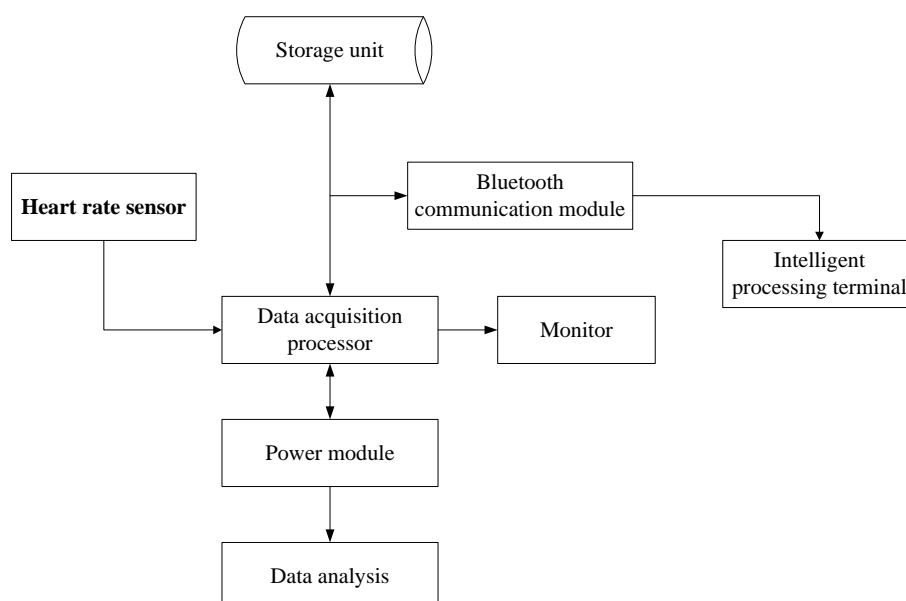 Storage unit
Bluetooth
communication module
Heart rate sensor
Intelligent
processing terminal
Data acquisition
processor
Monitor
Power module
Data analysis